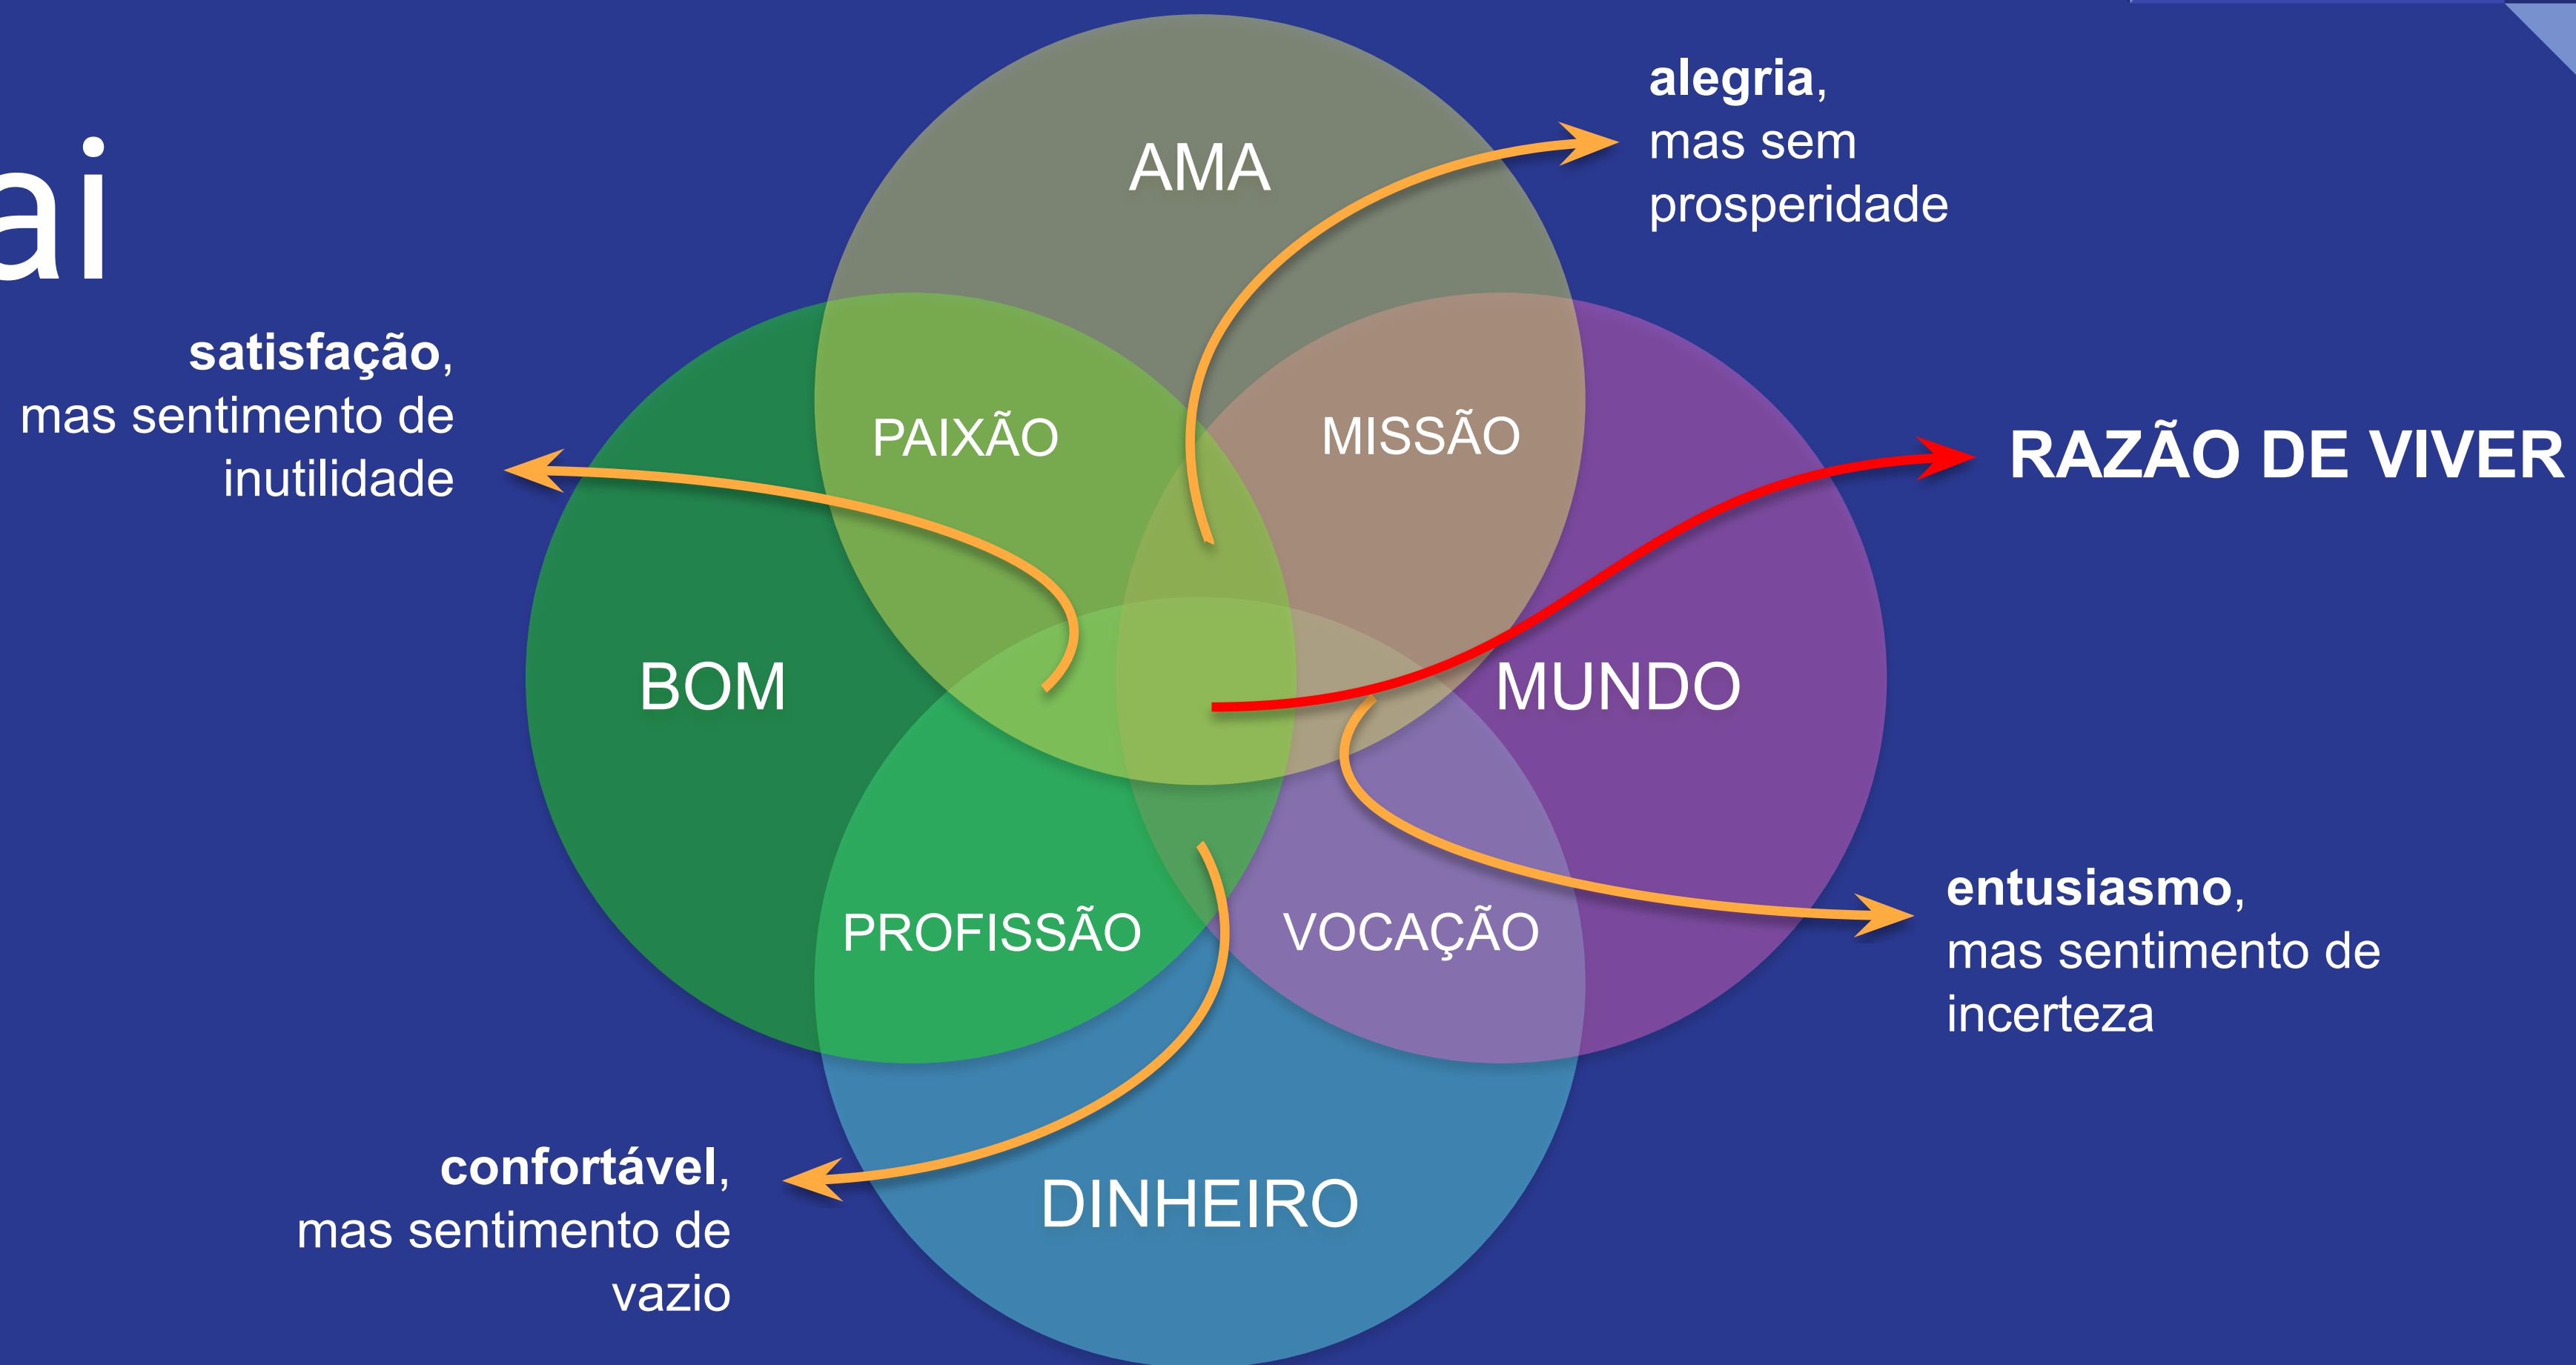 ai
AMA
alegria,
mas sem
prosperidade
satisfação,
mas sentimento de
inutilidade
PAIXÃO
MISSÃO
RAZÃO DE VIVER
BOM
MUNDO
PROFISSÃO
VOCAÇÃO
entusiasmo,
mas sentimento de
incerteza
confortável,
mas sentimento de
vazio
DINHEIRO